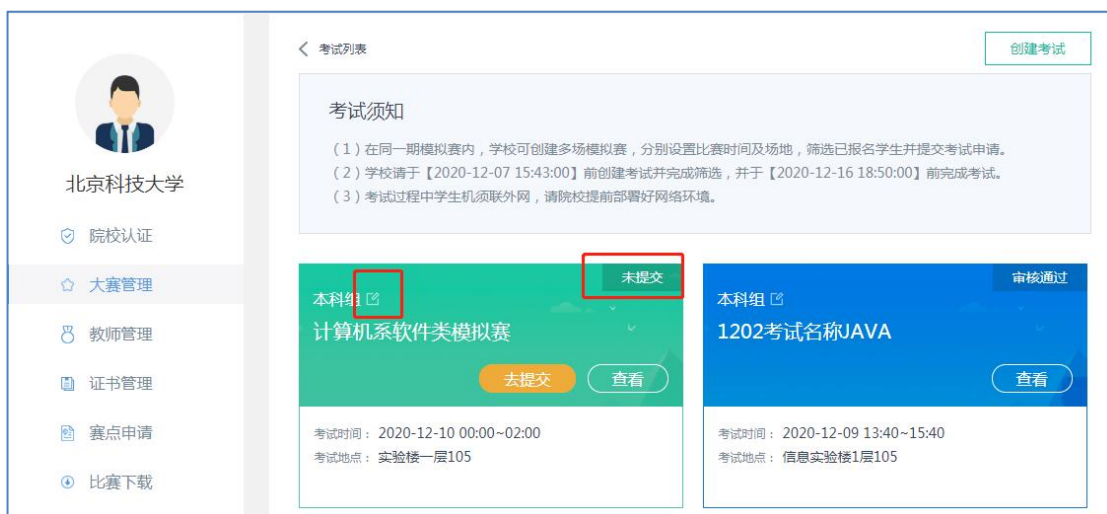 北京科技大学
院校认证
大赛管理
教师管理
证书管理
赛点申请
比赛下载
考试列表
创建考试
考试须知
（1）在同一期模拟赛内，学校可创建多场模拟赛，分别设置比赛时间及场地，筛选已报名学生并提交考试申请。
（2）学校请于【2020-12-07 15:43:00】前创建考试并完成筛选，并于【2020-12-16 18:50:00】前完成考试。
（3）考试过程中学生机须联外网，请院校提前部署好网络环境。
未提交
本科组
计算机系软件类模拟赛
去提交 查看
考试时间： 2020-12-10 00:00~02:00
考试地点： 实验楼一层105
审核通过
本科组
1202考试名称JAVA
查看
考试时间： 2020-12-09 13:40~15:40
考试地点： 信息实验楼1层105